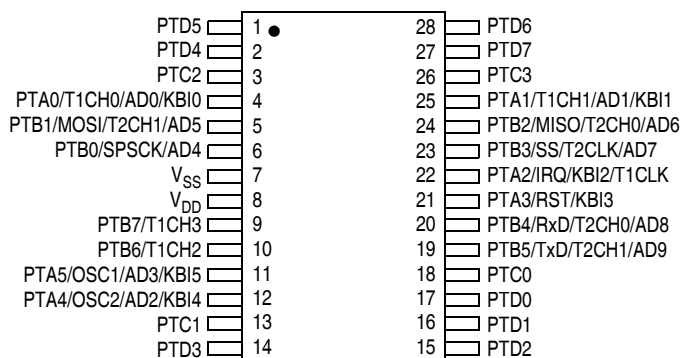 PTD5 1 28 PTD6
PTD4 2 27 PTD7
PTC2 3 26 PTC3
PTA0/T1CH0/AD0/KBI0 4 25 PTA1/T1CH1/AD1/KBI1
PTB1/MOSI/T2CH1/AD5 5 24 PTB2/MISO/T2CH0/AD6
PTB0/SPSCK/AD4 6 23 PTB3/SS/T2CLK/AD7
VSS 7 22 PTA2/IRQ/KBI2/T1CLK
VDD 8 21 PTA3/RST/KBI3
PTB7/T1CH3 9 20 PTB4/RxD/T2CH0/AD8
PTB6/T1CH2 10 19 PTB5/TxD/T2CH1/AD9
PTA5/OSC1/AD3/KBI5 11 18 PTC0
PTA4/OSC2/AD2/KBI4 12 17 PTD0
PTC1 13 16 PTD1
PTD3 14 15 PTD2